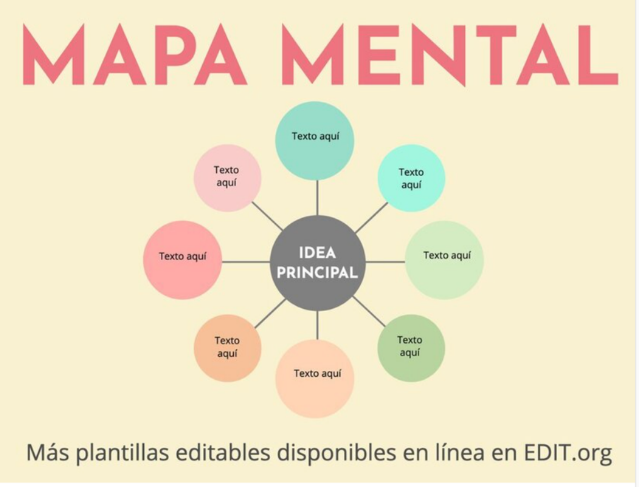 MAPA MENTAL
Texto aquí
Texto
aquí
Texto
aquí
Texto aquí
IDEA
PRINCIPAL
Texto aquí
Texto
aquí
Texto
aquí
Texto aquí
Más plantillas editables disponibles en línea en EDIT.org